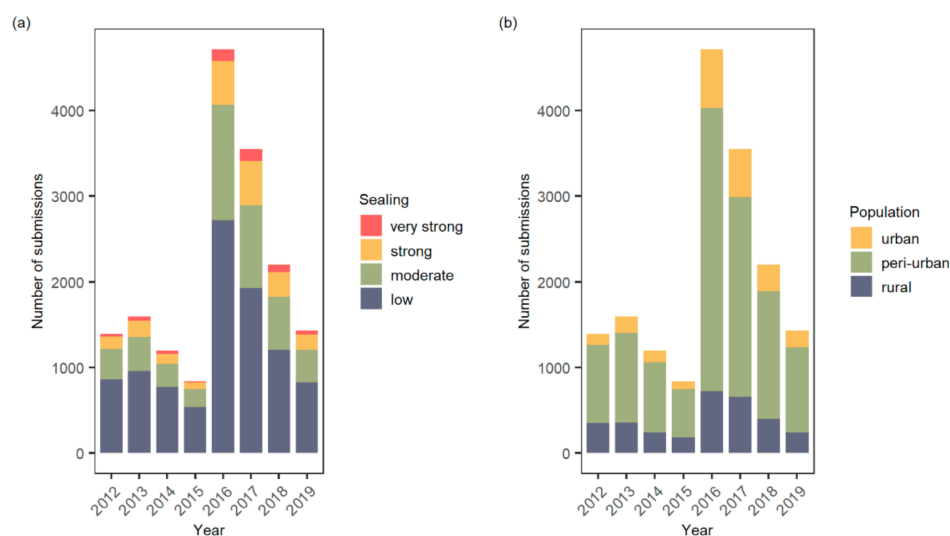 (a)
Number of submissions
4000
3000
2000
1000
0
2012 2013 2014 2015 2016 2017 2018 2019
Year
Sealing
very strong
strong
moderate
low
(b)
Number of submissions
4000
3000
2000
1000
0
2012 2013 2014 2015 2016 2017 2018 2019
Year
Population
urban
peri-urban
rural